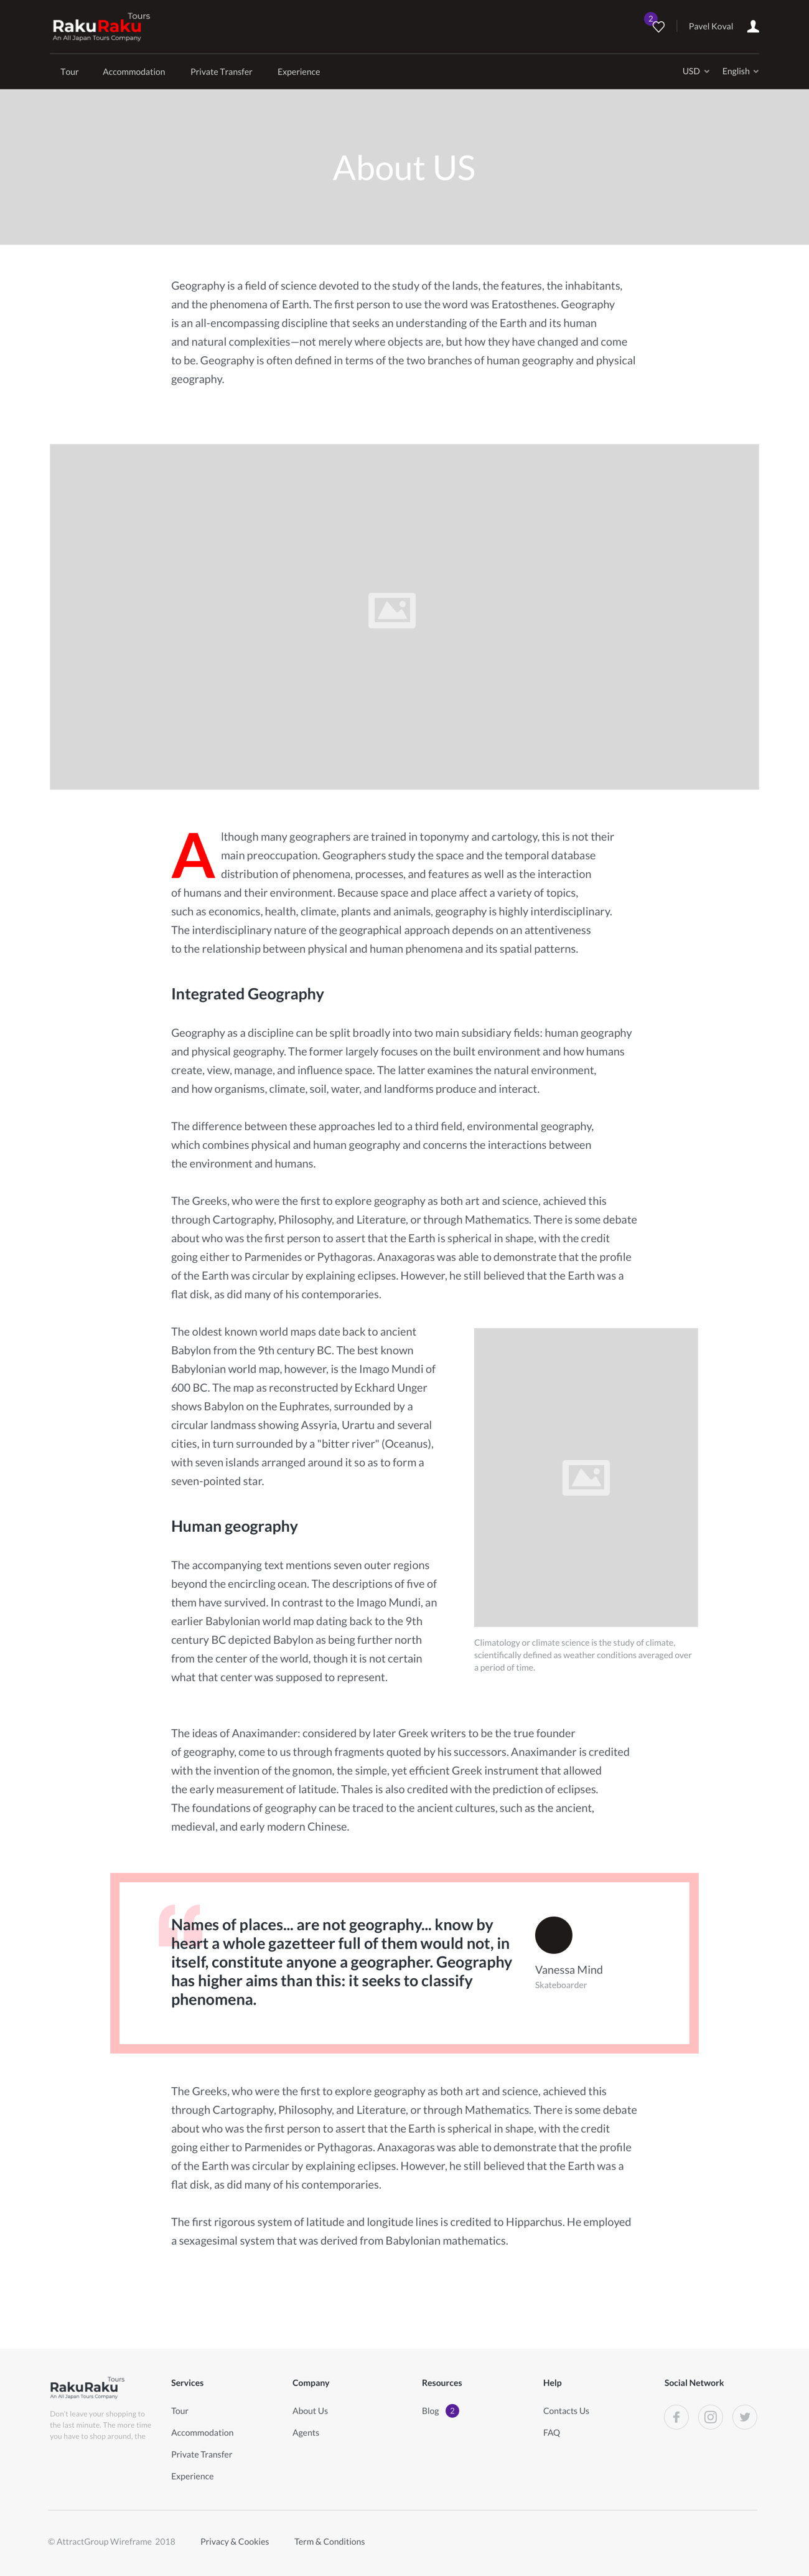 Tours
RakuRaku
An All Japan Tours Company
2
Pavel Koval
Tour Accommodation Private Transfer Experience
USD English
About US
Geography is a field of science devoted to the study of the lands, the features, the inhabitants,
and the phenomena of Earth. The first person to use the word was Eratosthenes. Geography
is an all-encompassing discipline that seeks an understanding of the Earth and its human
and natural complexities—not merely where objects are, but how they have changed and come
to be. Geography is often defined in terms of the two branches of human geography and physical
geography.
Although many geographers are trained in toponymy and cartology, this is not their
main preoccupation. Geographers study the space and the temporal database
distribution of phenomena, processes, and features as well as the interaction
of humans and their environment. Because space and place affect a variety of topics,
such as economics, health, climate, plants and animals, geography is highly interdisciplinary.
The interdisciplinary nature of the geographical approach depends on an attentiveness
to the relationship between physical and human phenomena and its spatial patterns.
Integrated Geography
Geography as a discipline can be split broadly into two main subsidiary fields: human geography
and physical geography. The former largely focuses on the built environment and how humans
create, view, manage, and influence space. The latter examines the natural environment,
and how organisms, climate, soil, water, and landforms produce and interact.
The difference between these approaches led to a third field, environmental geography,
which combines physical and human geography and concerns the interactions between
the environment and humans.
The Greeks, who were the first to explore geography as both art and science, achieved this
through Cartography, Philosophy, and Literature, or through Mathematics. There is some debate
about who was the first person to assert that the Earth is spherical in shape, with the credit
going either to Parmenides or Pythagoras. Anaxagoras was able to demonstrate that the profile
of the Earth was circular by explaining eclipses. However, he still believed that the Earth was a
flat disk, as did many of his contemporaries.
The oldest known world maps date back to ancient
Babylon from the 9th century BC. The best known
Babylonian world map, however, is the Imago Mundi of
600 BC. The map as reconstructed by Eckhard Unger
shows Babylon on the Euphrates, surrounded by a
circular landmass showing Assyria, Urartu and several
cities, in turn surrounded by a "bitter river" (Oceanus),
with seven islands arranged around it so as to form a
seven-pointed star.
Human geography
The accompanying text mentions seven outer regions
beyond the encircling ocean. The descriptions of five of
them have survived. In contrast to the Imago Mundi, an
earlier Babylonian world map dating back to the 9th
century BC depicted Babylon as being further north
from the center of the world, though it is not certain
what that center was supposed to represent.
Climatology or climate science is the study of climate,
scientifically defined as weather conditions averaged over
a period of time.
The ideas of Anaximander: considered by later Greek writers to be the true founder
of geography, come to us through fragments quoted by his successors. Anaximander is credited
with the invention of the gnomon, the simple, yet efficient Greek instrument that allowed
the early measurement of latitude. Thales is also credited with the prediction of eclipses.
The foundations of geography can be traced to the ancient cultures, such as the ancient,
medieval, and early modern Chinese.
“
Names of places... are not geography... know by
heart a whole gazetteer full of them would not, in
itself, constitute anyone a geographer. Geography
has higher aims than this: it seeks to classify
phenomena.
Vanessa Mind
Skateboarder
The Greeks, who were the first to explore geography as both art and science, achieved this
through Cartography, Philosophy, and Literature, or through Mathematics. There is some debate
about who was the first person to assert that the Earth is spherical in shape, with the credit
going either to Parmenides or Pythagoras. Anaxagoras was able to demonstrate that the profile
of the Earth was circular by explaining eclipses. However, he still believed that the Earth was a
flat disk, as did many of his contemporaries.
The first rigorous system of latitude and longitude lines is credited to Hipparchus. He employed
a sexagesimal system that was derived from Babylonian mathematics.
Tours
RakuRaku
An All Japan Tours Company
Don't leave your shopping to
the last minute. The more time
you have to shop around, the
Services
Tour
Accommodation
Private Transfer
Experience
Company
About Us
Agents
Resources
Blog 2
Help
Contacts Us
FAQ
Social Network
© AttractGroup Wireframe 2018 Privacy & Cookies Term & Conditions